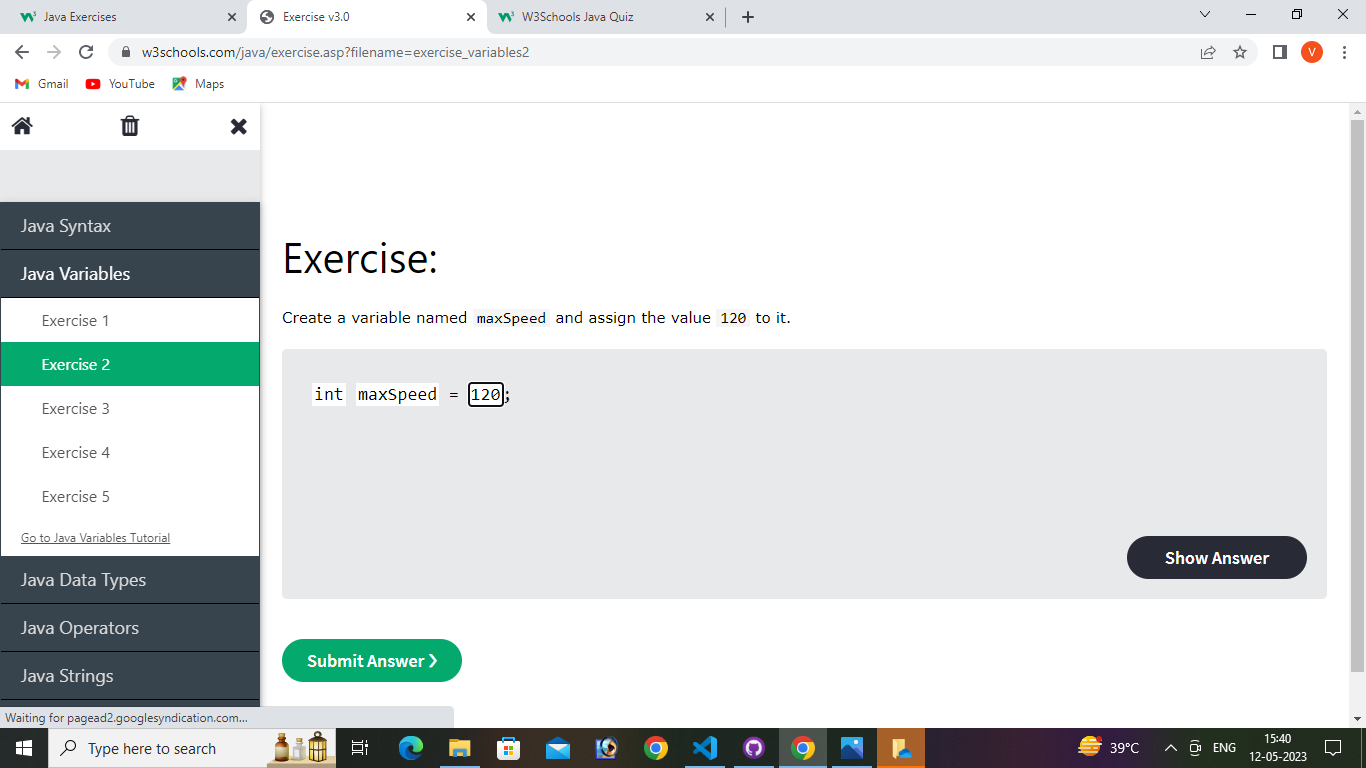 Java Exercises
Exercise v3.0
W3Schools Java Quiz
w3schools.com/java/exercise.asp?filename=exercise_variables2
V
Gmail
YouTube
Maps
Java Syntax
Java Variables
Exercise 1
Exercise 2
Exercise 3
Exercise 4
Exercise 5
Go to Java Variables Tutorial
Java Data Types
Java Operators
Java Strings
Exercise:
Create a variable named maxSpeed and assign the value 120 to it.
int maxSpeed = 120;
Show Answer
Submit Answer ❯
Waiting for pagead2.googlesyndication.com...
Type here to search
39°C
ENG
15:40
12-05-2023